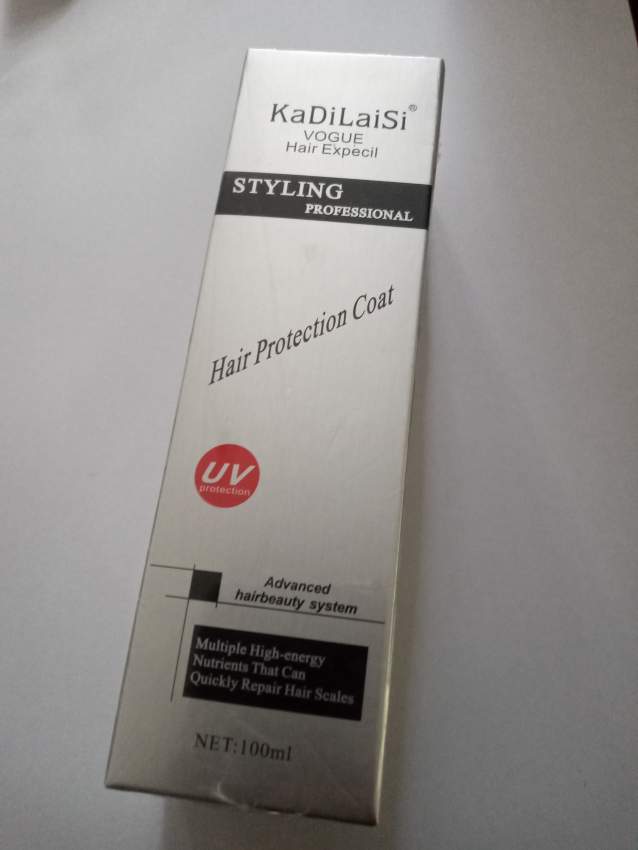 KaDiLaiSi®
VOGUE
Hair Expecil
STYLING
PROFESSIONAL
Hair Protection Coat
UV
protection
Advanced
hairbeauty system
Multiple High-energy
Nutrients That Can
Quickly Repair Hair Scales
NET:100ml